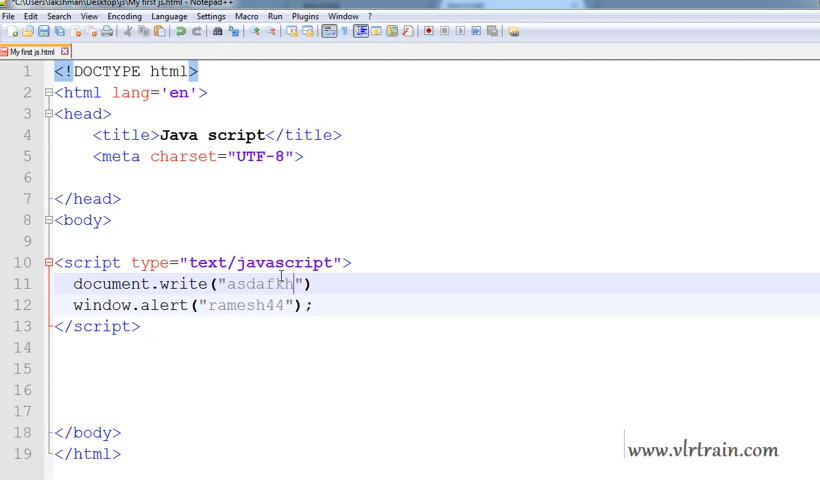 *C:\Users\lakshman\Desktop\js\My first js.html - Notepad++
File Edit Search View Encoding Language Settings Macro Run Plugins Window ?
My first js.html
1 <!DOCTYPE html>
2 <html lang='en'>
3 <head>
4 <title>Java script</title>
5 <meta charset="UTF-8">
6
7 </head>
8 <body>
9
10 <script type="text/javascript">
11 document.write("asdafkh")
12 window.alert("ramesh44");
13 </script>
14
15
16
17
18 </body>
19 </html>
www.vlrtrain.com